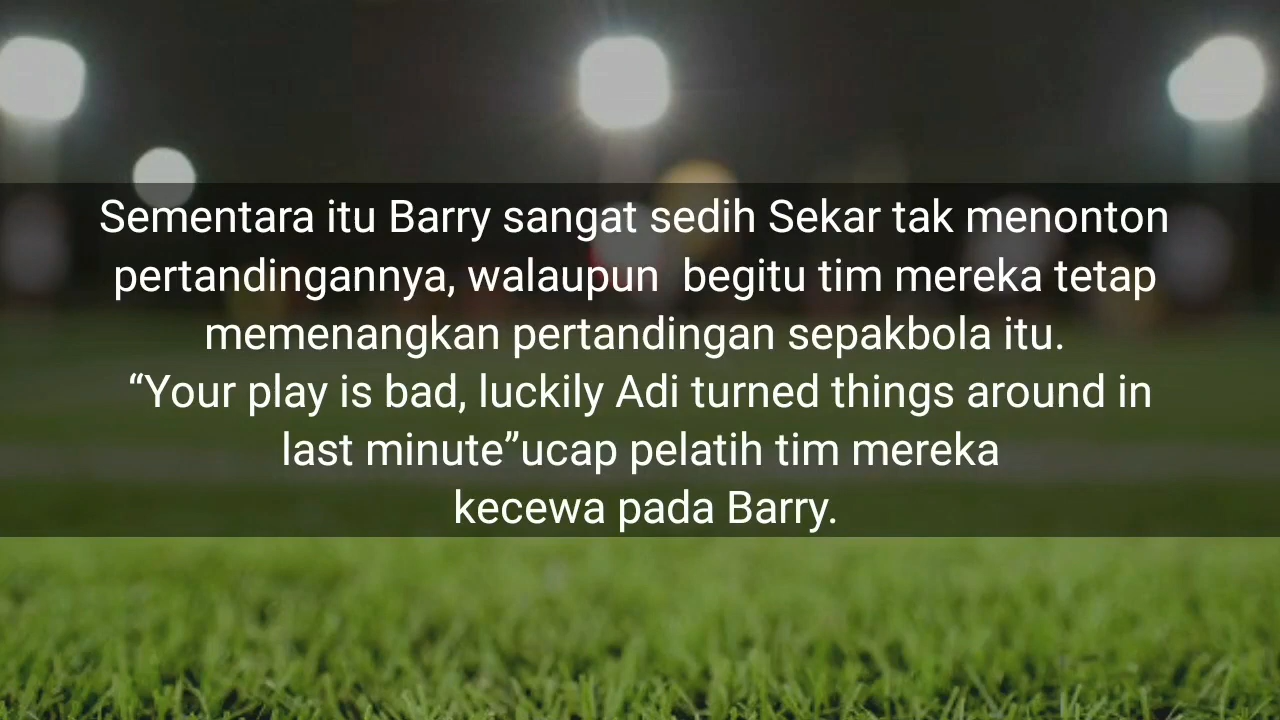 Sementara itu Barry sangat sedih Sekar tak menonton
pertandingannya, walaupun  begitu tim mereka tetap
memenangkan pertandingan sepakbola itu.
“Your play is bad, luckily Adi turned things around in
last minute”ucap pelatih tim mereka
kecewa pada Barry.